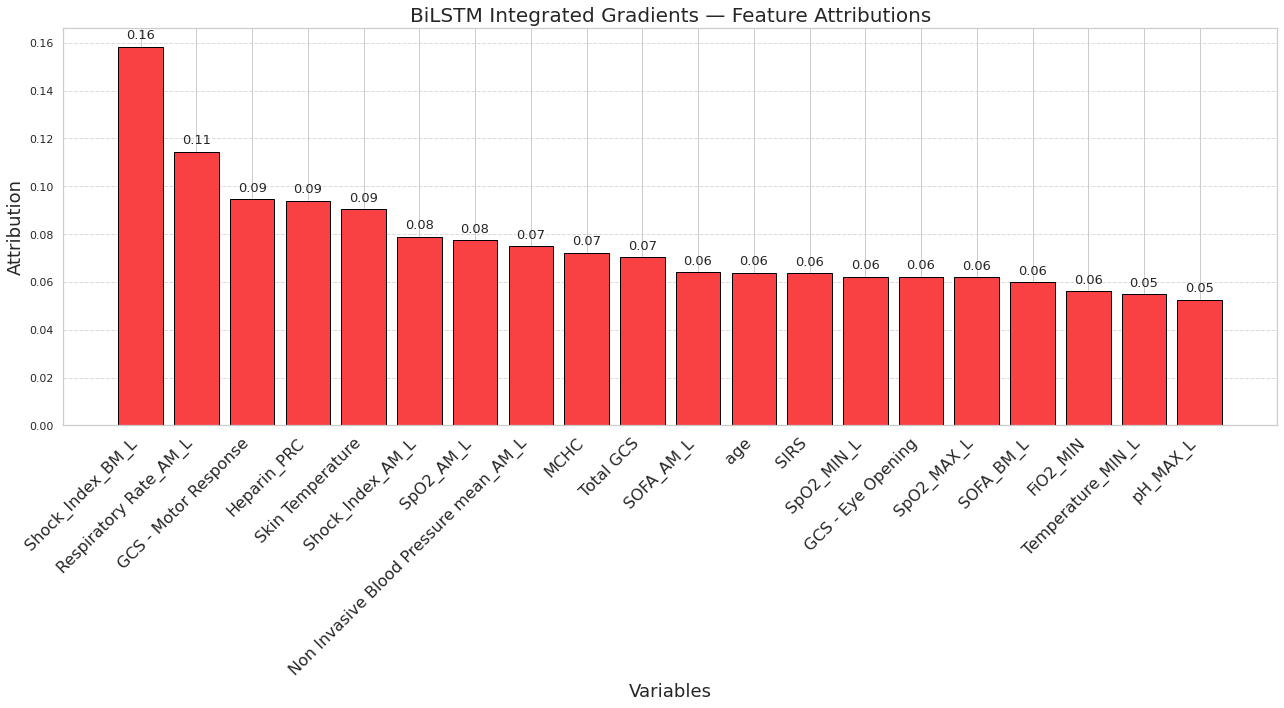 BiLSTM Integrated Gradients — Feature Attributions
Attribution
0.16
0.14
0.12
0.10
0.08
0.06
0.04
0.02
0.00
0.16
0.11
0.09
0.09
0.09
0.08
0.08
0.07
0.07
0.07
0.06
0.06
0.06
0.06
0.06
0.06
0.06
0.06
0.05
0.05
Shock_Index_BM_L
Respiratory Rate_AM_L
GCS - Motor Response
Heparin_PRC
Skin Temperature
Shock_Index_AM_L
SpO2_AM_L
Non Invasive Blood Pressure mean_AM_L
MCHC
Total GCS
SOFA_AM_L
age
SIRS
SpO2_MIN_L
GCS - Eye Opening
SpO2_MAX_L
SOFA_BM_L
FiO2_MIN
Temperature_MIN_L
pH_MAX_L
Variables